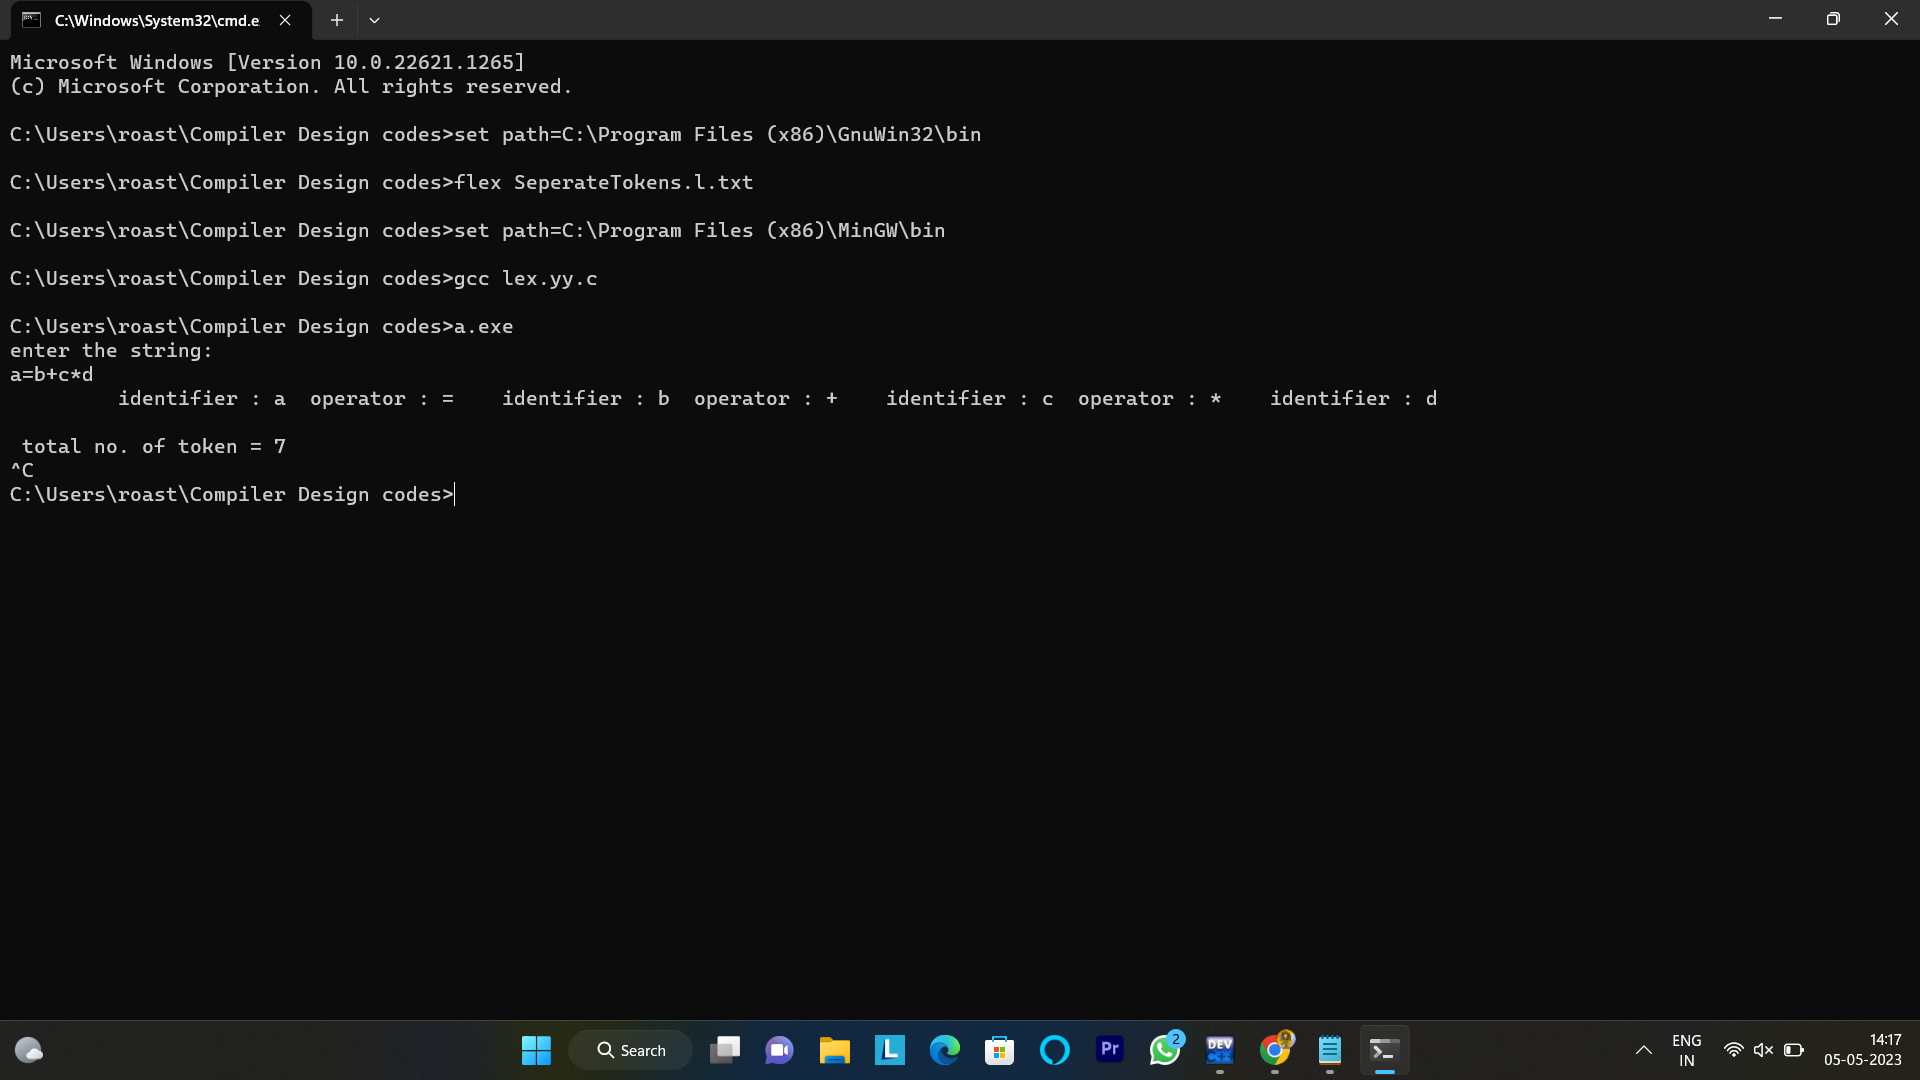 C:\Windows\System32\cmd.e
Microsoft Windows [Version 10.0.22621.1265]
(c) Microsoft Corporation. All rights reserved.
C:\Users\roast\Compiler Design codes>set path=C:\Program Files (x86)\GnuWin32\bin
C:\Users\roast\Compiler Design codes>flex SeperateTokens.l.txt
C:\Users\roast\Compiler Design codes>set path=C:\Program Files (x86)\MinGW\bin
C:\Users\roast\Compiler Design codes>gcc lex.yy.c
C:\Users\roast\Compiler Design codes>a.exe
enter the string:
a=b+c*d
identifier : a operator : = identifier : b operator : + identifier : c operator : * identifier : d
total no. of token = 7
^C
C:\Users\roast\Compiler Design codes>
Search
L
Pr
2
DEV
C++
ENG
IN
14:17
05-05-2023